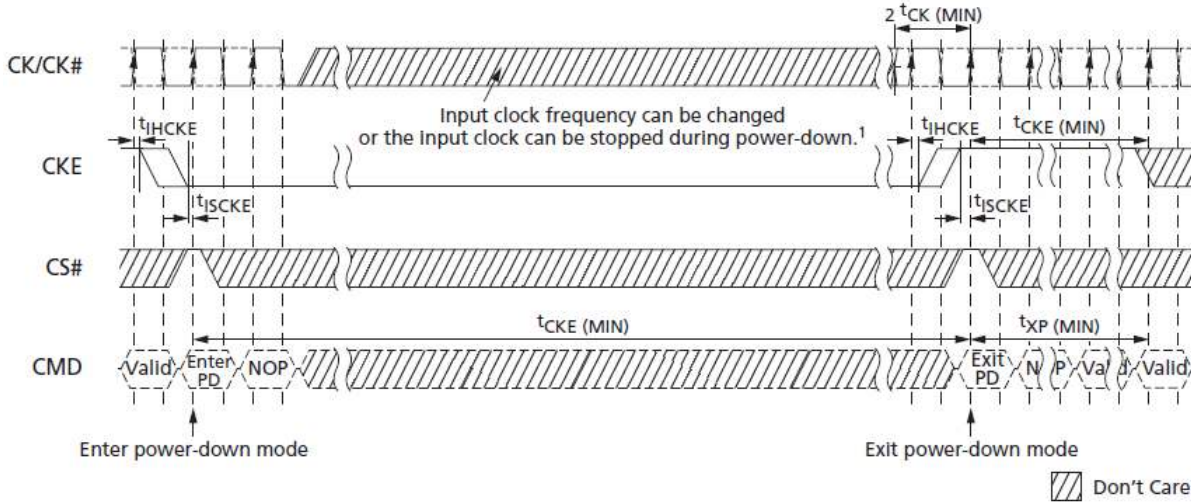 2 tCK (MIN)
CK/CK#
Input clock frequency can be changed
or the input clock can be stopped during power-down.1
tIHCKE
tIHCKE
tCKE (MIN)
CKE
tISCKE
tISCKE
CS#
tCKE (MIN)
tXP (MIN)
CMD
Valid
Enter
PD
NOP
Exit
PD
N P
Va d
Valid
Enter power-down mode
Exit power-down mode
Don't Care